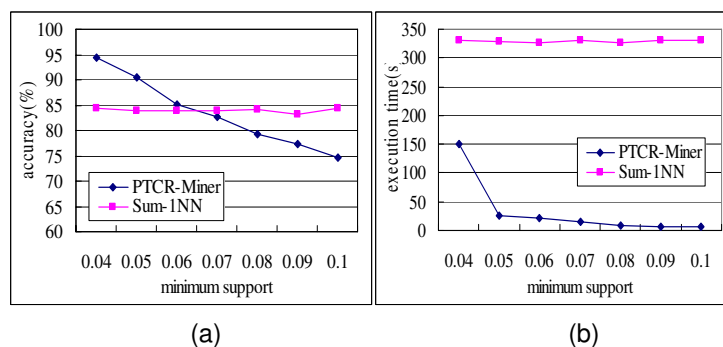 accuracy(%)
100
95
90
85
80
75
70
65
60
PTCR-Miner
Sum-1NN
0.04 0.05 0.06 0.07 0.08 0.09 0.1
minimum support
(a)
execution time(s)
350
300
250
200
150
100
50
0
PTCR-Miner
Sum-1NN
0.04 0.05 0.06 0.07 0.08 0.09 0.1
minimum support
(b)